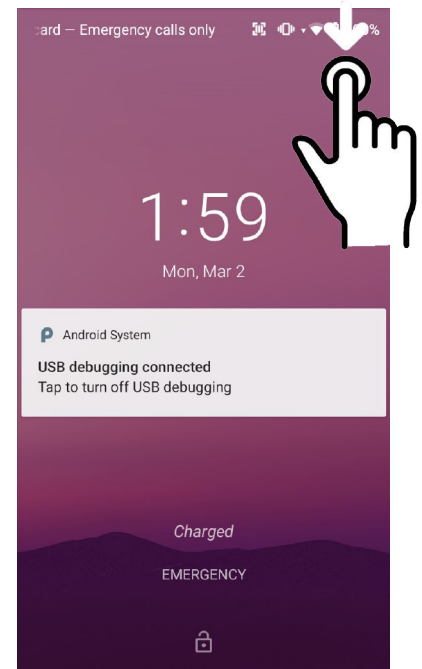 :ard — Emergency calls only %
1:59
Mon, Mar 2
Android System
USB debugging connected
Tap to turn off USB debugging
Charged
EMERGENCY